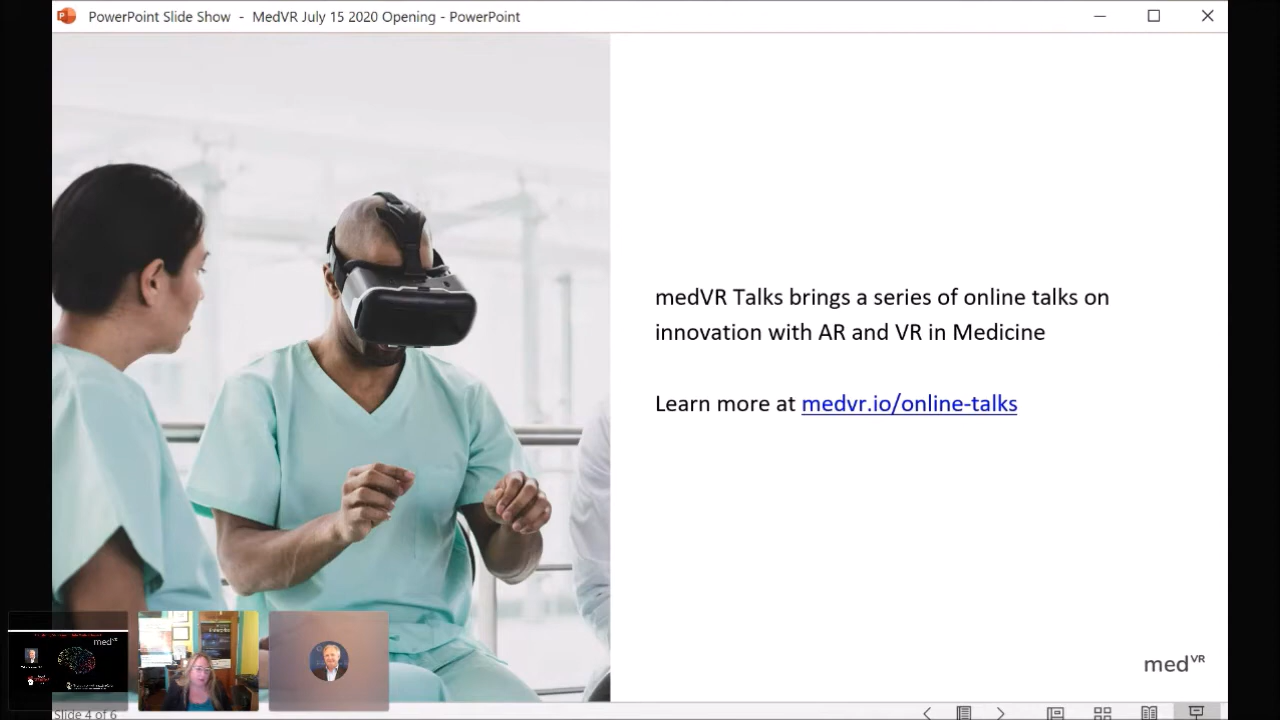 PowerPoint Slide Show - MedVR July 15 2020 Opening - PowerPoint
medVR Talks brings a series of online talks on
innovation with AR and VR in Medicine
Learn more at medvr.io/online-talks
medVR
medVR
Slide 4 of 6